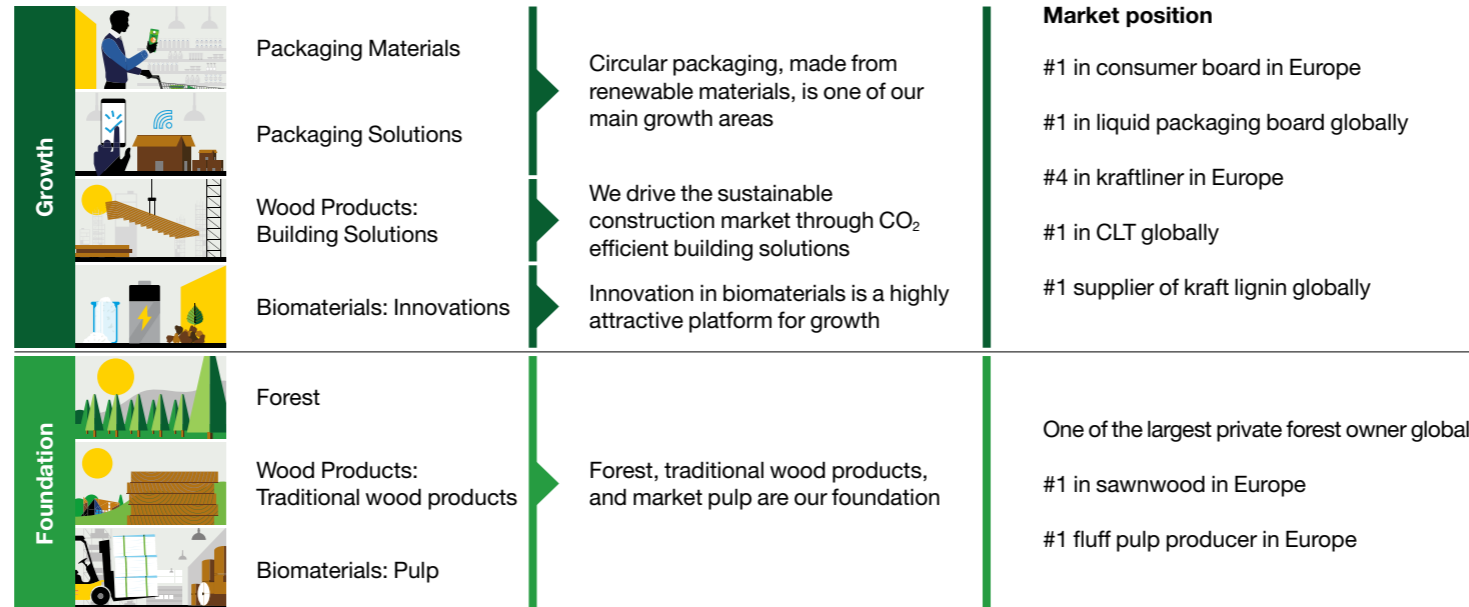 Growth
Packaging Materials
Packaging Solutions
Wood Products:
Building Solutions
Biomaterials: Innovations
Circular packaging, made from
renewable materials, is one of our
main growth areas
We drive the sustainable
construction market through CO₂
efficient building solutions
Innovation in biomaterials is a highly
attractive platform for growth
Market position
#1 in consumer board in Europe
#1 in liquid packaging board globally
#4 in kraftliner in Europe
#1 in CLT globally
#1 supplier of kraft lignin globally
Foundation
Forest
Wood Products:
Traditional wood products
Biomaterials: Pulp
Forest, traditional wood products,
and market pulp are our foundation
One of the largest private forest owner global
#1 in sawnwood in Europe
#1 fluff pulp producer in Europe